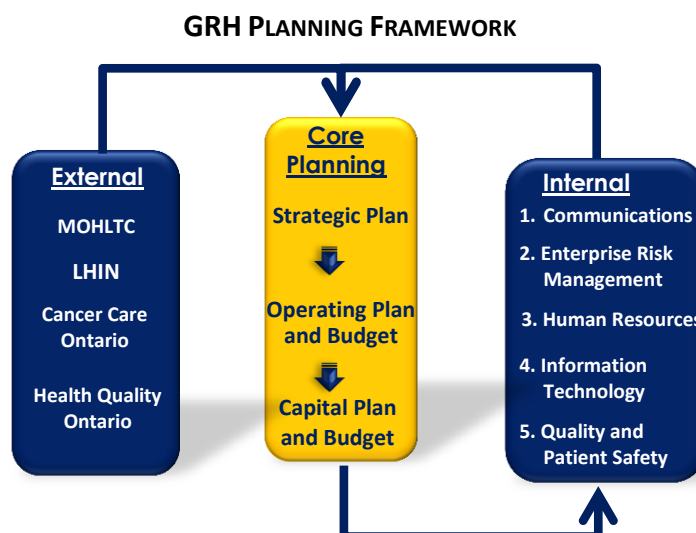 GRH PLANNING FRAMEWORK
External
MOHLTC
LHIN
Cancer Care
Ontario
Health Quality
Ontario
Core
Planning
Strategic Plan
Operating Plan
and Budget
Capital Plan
and Budget
Internal
1. Communications
2. Enterprise Risk
Management
3. Human Resources
4. Information
Technology
5. Quality and
Patient Safety